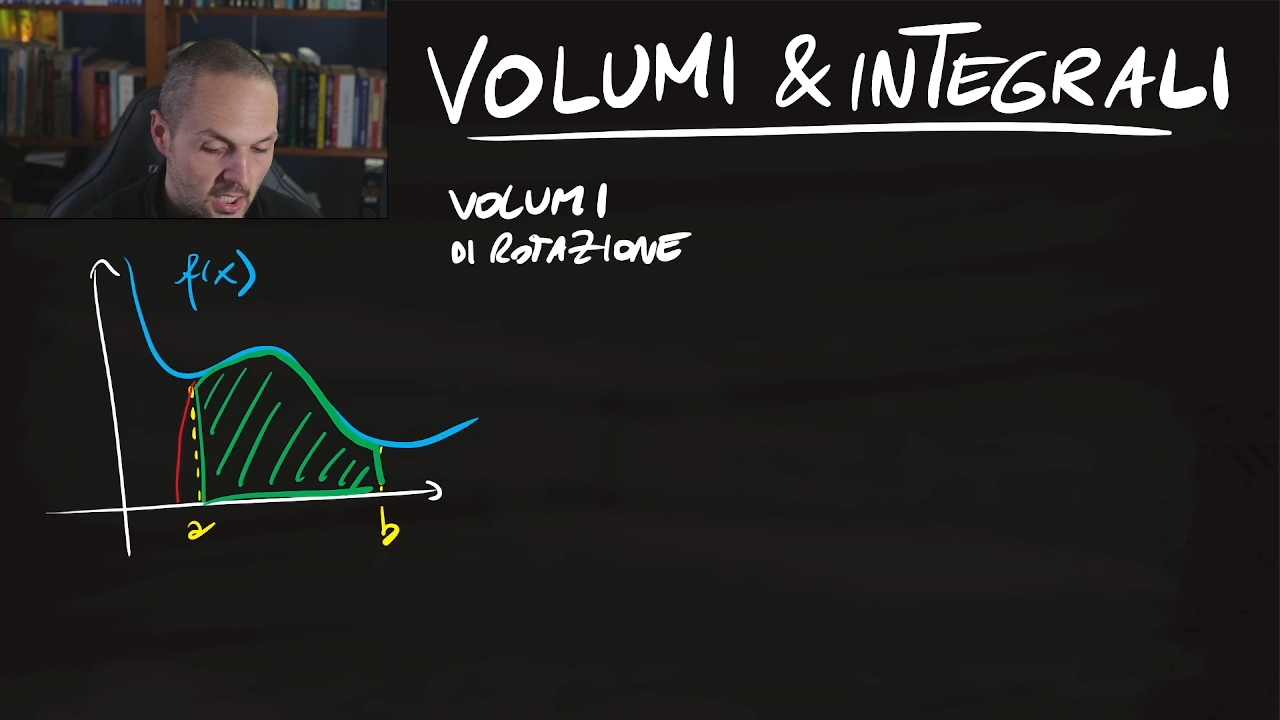 VOLUMI & INTEGRALI
VOLUMI
DI ROTAZIONE
f(x)
a
b